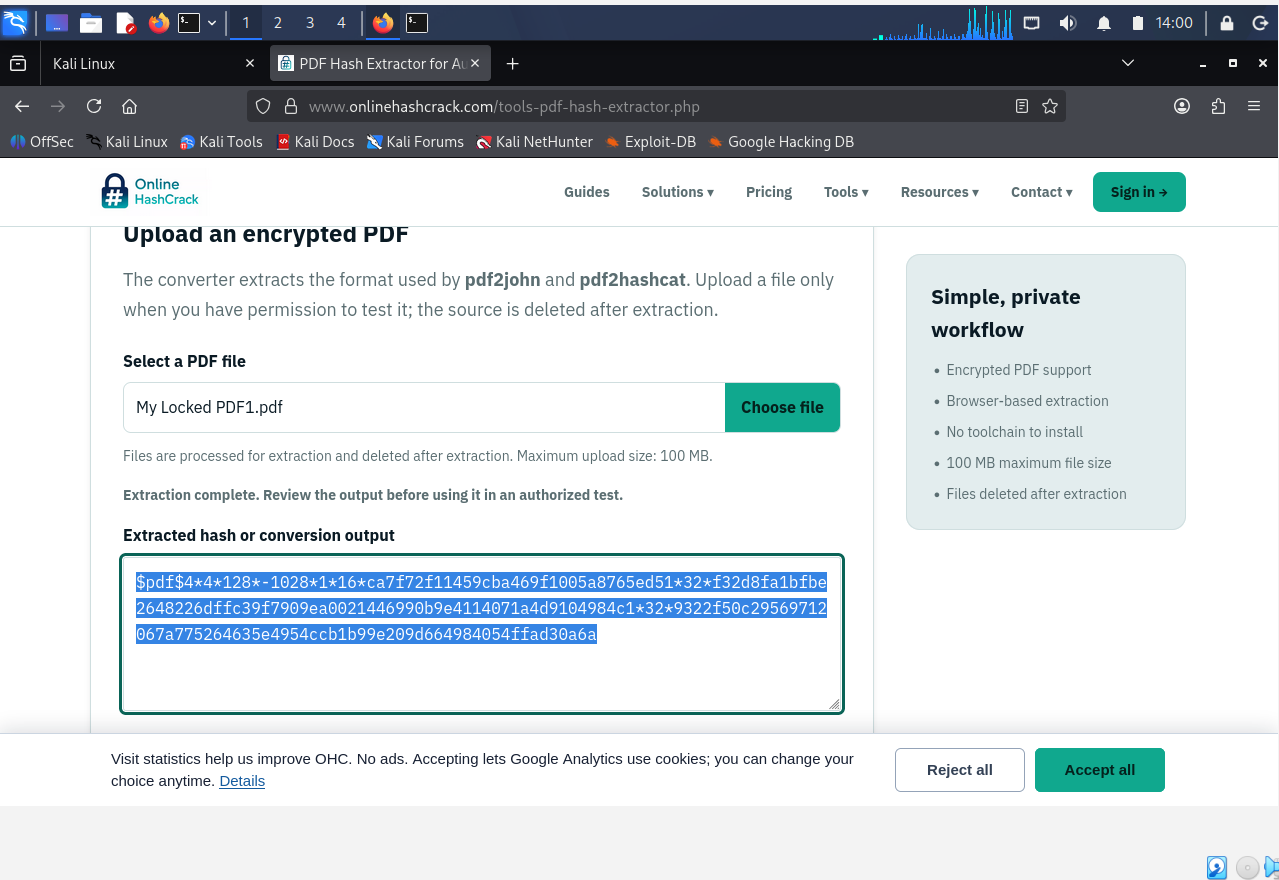 1 2 3 4
14:00
Kali Linux
PDF Hash Extractor for Au
www.onlinehashcrack.com/tools-pdf-hash-extractor.php
OffSec Kali Linux Kali Tools Kali Docs Kali Forums Kali NetHunter Exploit-DB Google Hacking DB
Online
HashCrack
Guides Solutions ▾ Pricing Tools ▾ Resources ▾ Contact ▾ Sign in →
Upload an encrypted PDF
The converter extracts the format used by pdf2john and pdf2hashcat. Upload a file only
when you have permission to test it; the source is deleted after extraction.
Select a PDF file
My Locked PDF1.pdf
Choose file
Files are processed for extraction and deleted after extraction. Maximum upload size: 100 MB.
Extraction complete. Review the output before using it in an authorized test.
Extracted hash or conversion output
$pdf$4*4*128*-1028*1*16*ca7f72f11459cba469f1005a8765ed51*32*f32d8fa1bfbe
2648226dffc39f7909ea0021446990b9e4114071a4d9104984c1*32*9322f50c29569712
067a775264635e4954ccb1b99e209d664984054ffad30a6a
Simple, private
workflow
• Encrypted PDF support
• Browser-based extraction
• No toolchain to install
• 100 MB maximum file size
• Files deleted after extraction
Visit statistics help us improve OHC. No ads. Accepting lets Google Analytics use cookies; you can change your
choice anytime. Details
Reject all
Accept all